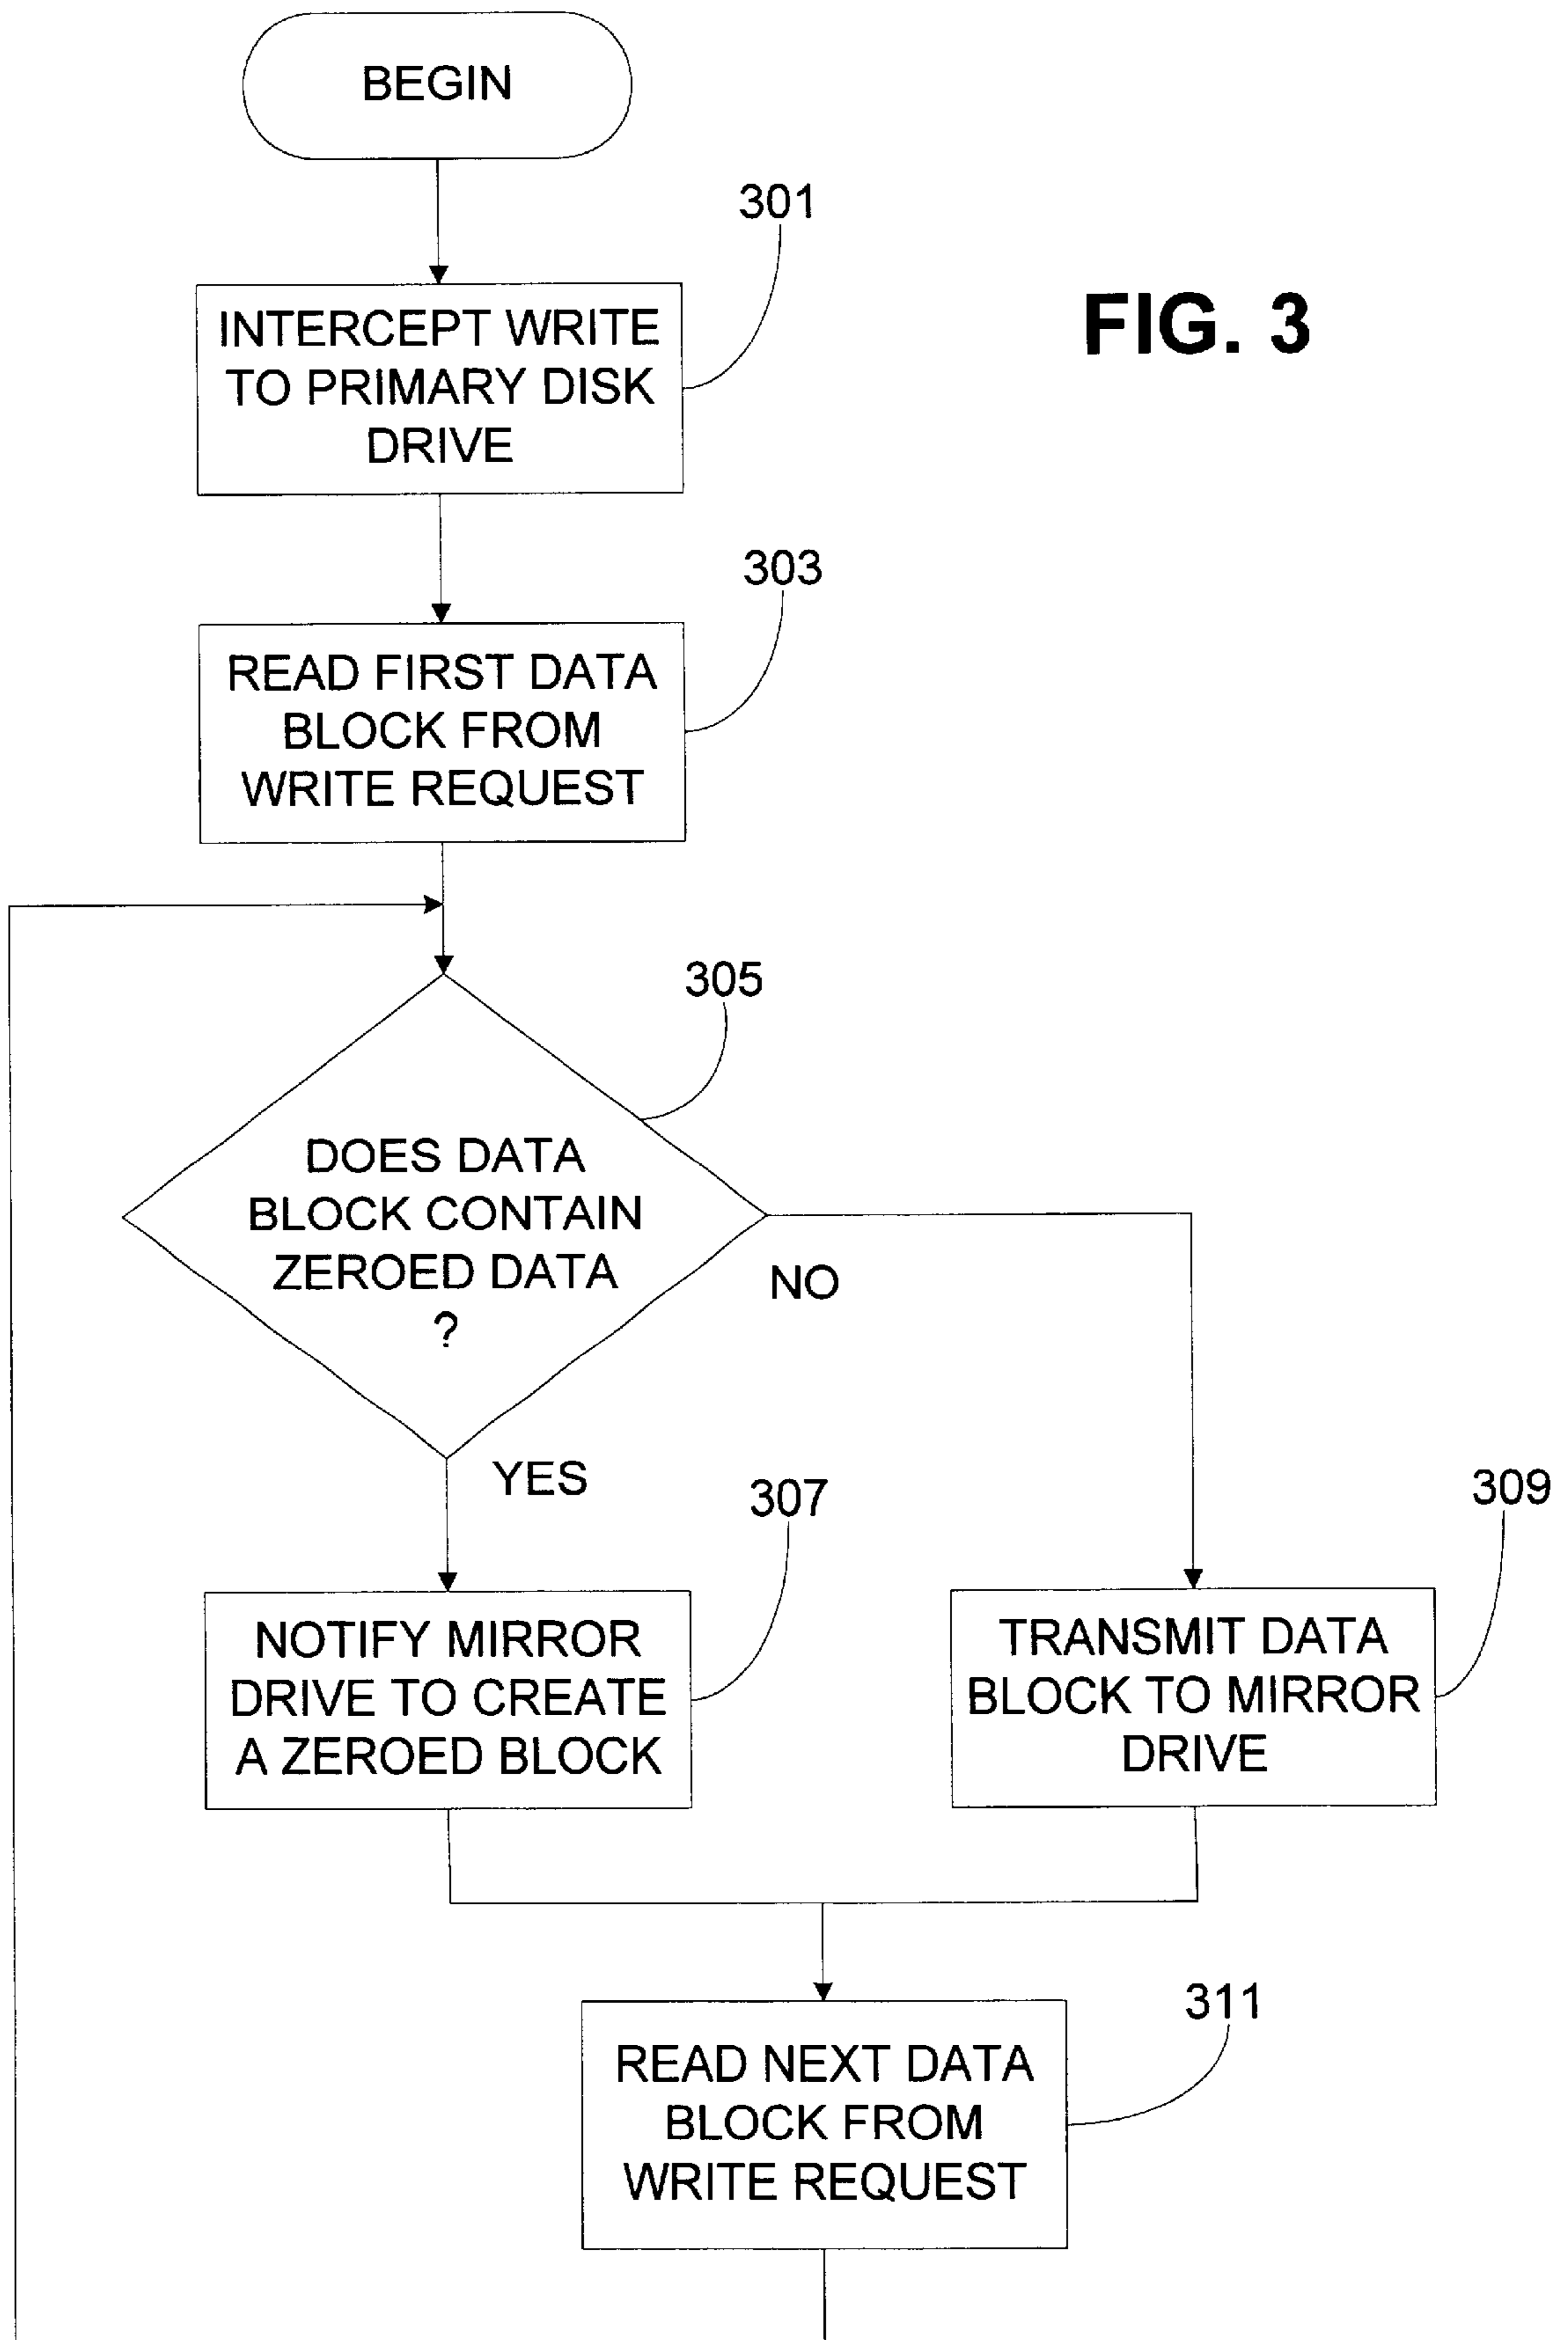 BEGIN
301
FIG. 3
INTERCEPT WRITE
TO PRIMARY DISK
DRIVE
303
READ FIRST DATA
BLOCK FROM
WRITE REQUEST
305
DOES DATA
BLOCK CONTAIN
ZEROED DATA
?
NO
YES
307
309
NOTIFY MIRROR
DRIVE TO CREATE
A ZEROED BLOCK
TRANSMIT DATA
BLOCK TO MIRROR
DRIVE
311
READ NEXT DATA
BLOCK FROM
WRITE REQUEST